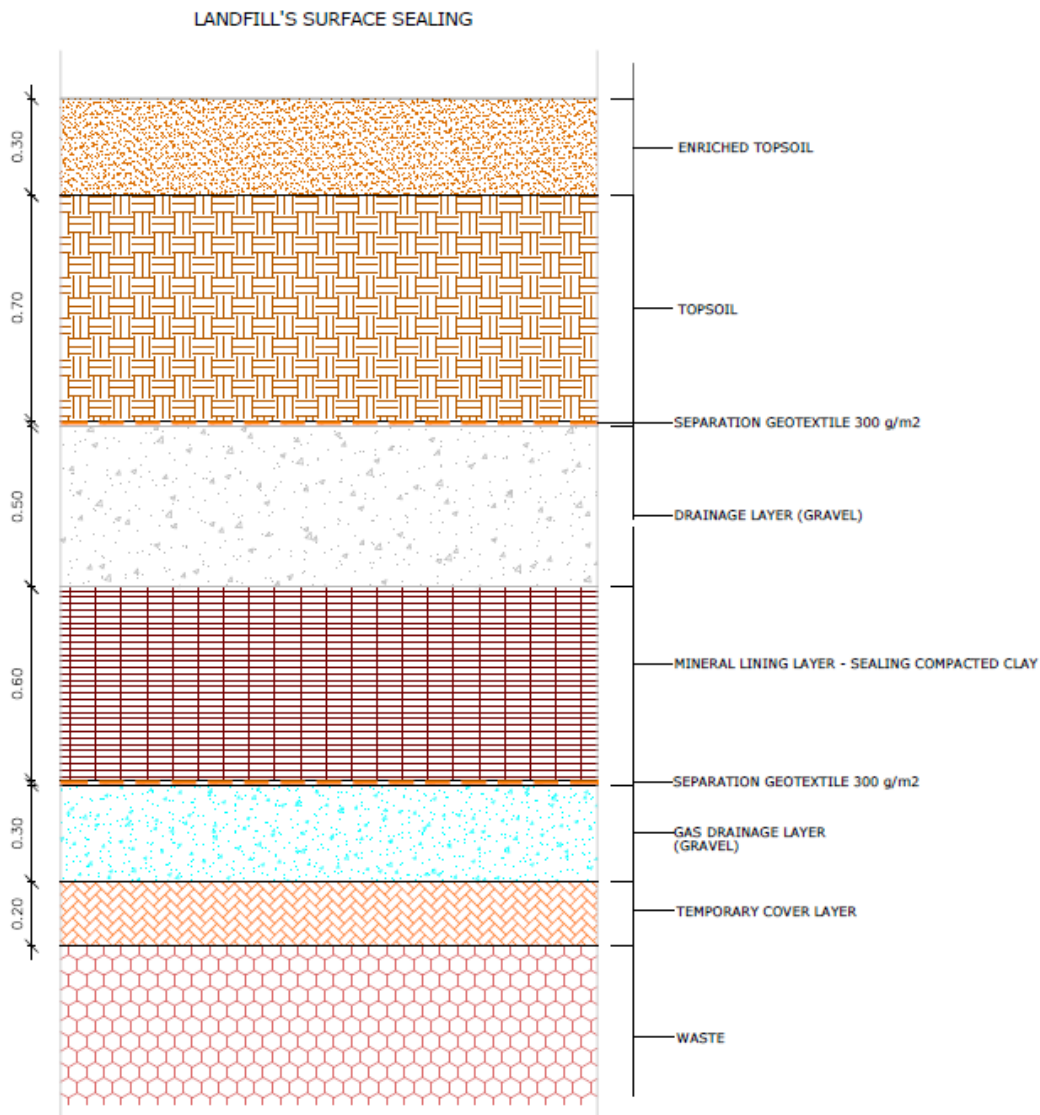 LANDFILL'S SURFACE SEALING
0.30
ENRICHED TOPSOIL
0.70
TOPSOIL
SEPARATION GEOTEXTILE 300 g/m2
0.50
DRAINAGE LAYER (GRAVEL)
0.60
MINERAL LINING LAYER - SEALING COMPACTED CLAY
SEPARATION GEOTEXTILE 300 g/m2
0.30
GAS DRAINAGE LAYER
(GRAVEL)
0.20
TEMPORARY COVER LAYER
WASTE